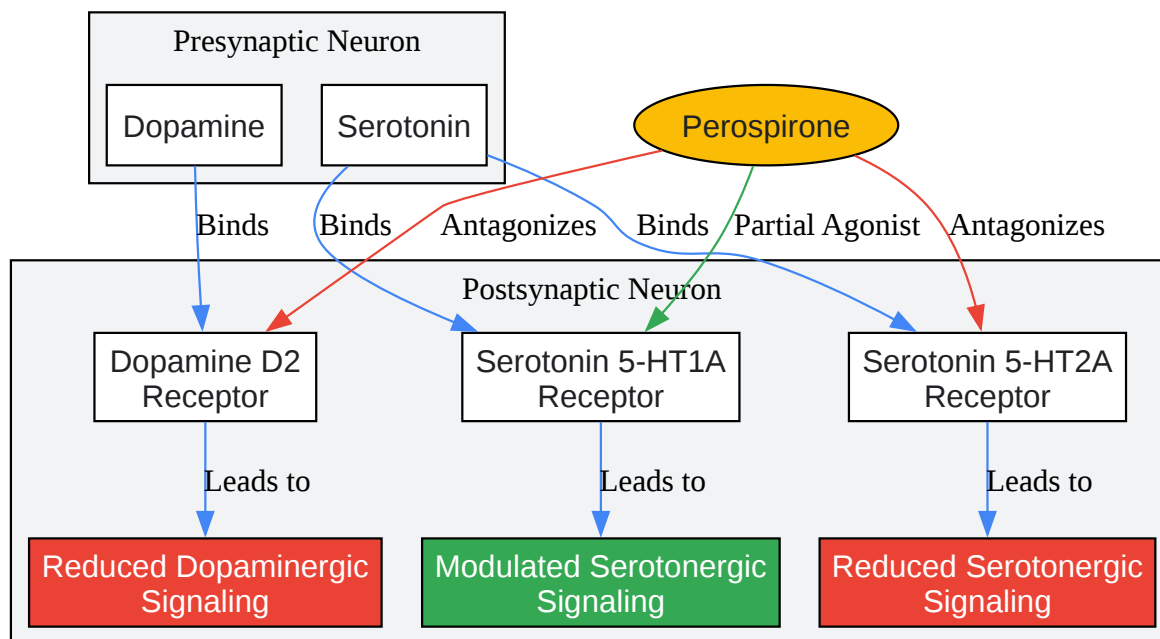 Presynaptic Neuron
Dopamine
Serotonin
Perospirone
Binds
Binds
Antagonizes
Binds
Partial Agonist
Antagonizes
Postsynaptic Neuron
Dopamine D2
Receptor
Serotonin 5-HT1A
Receptor
Serotonin 5-HT2A
Receptor
Leads to
Leads to
Leads to
Reduced Dopaminergic
Signaling
Modulated Serotonergic
Signaling
Reduced Serotonergic
Signaling